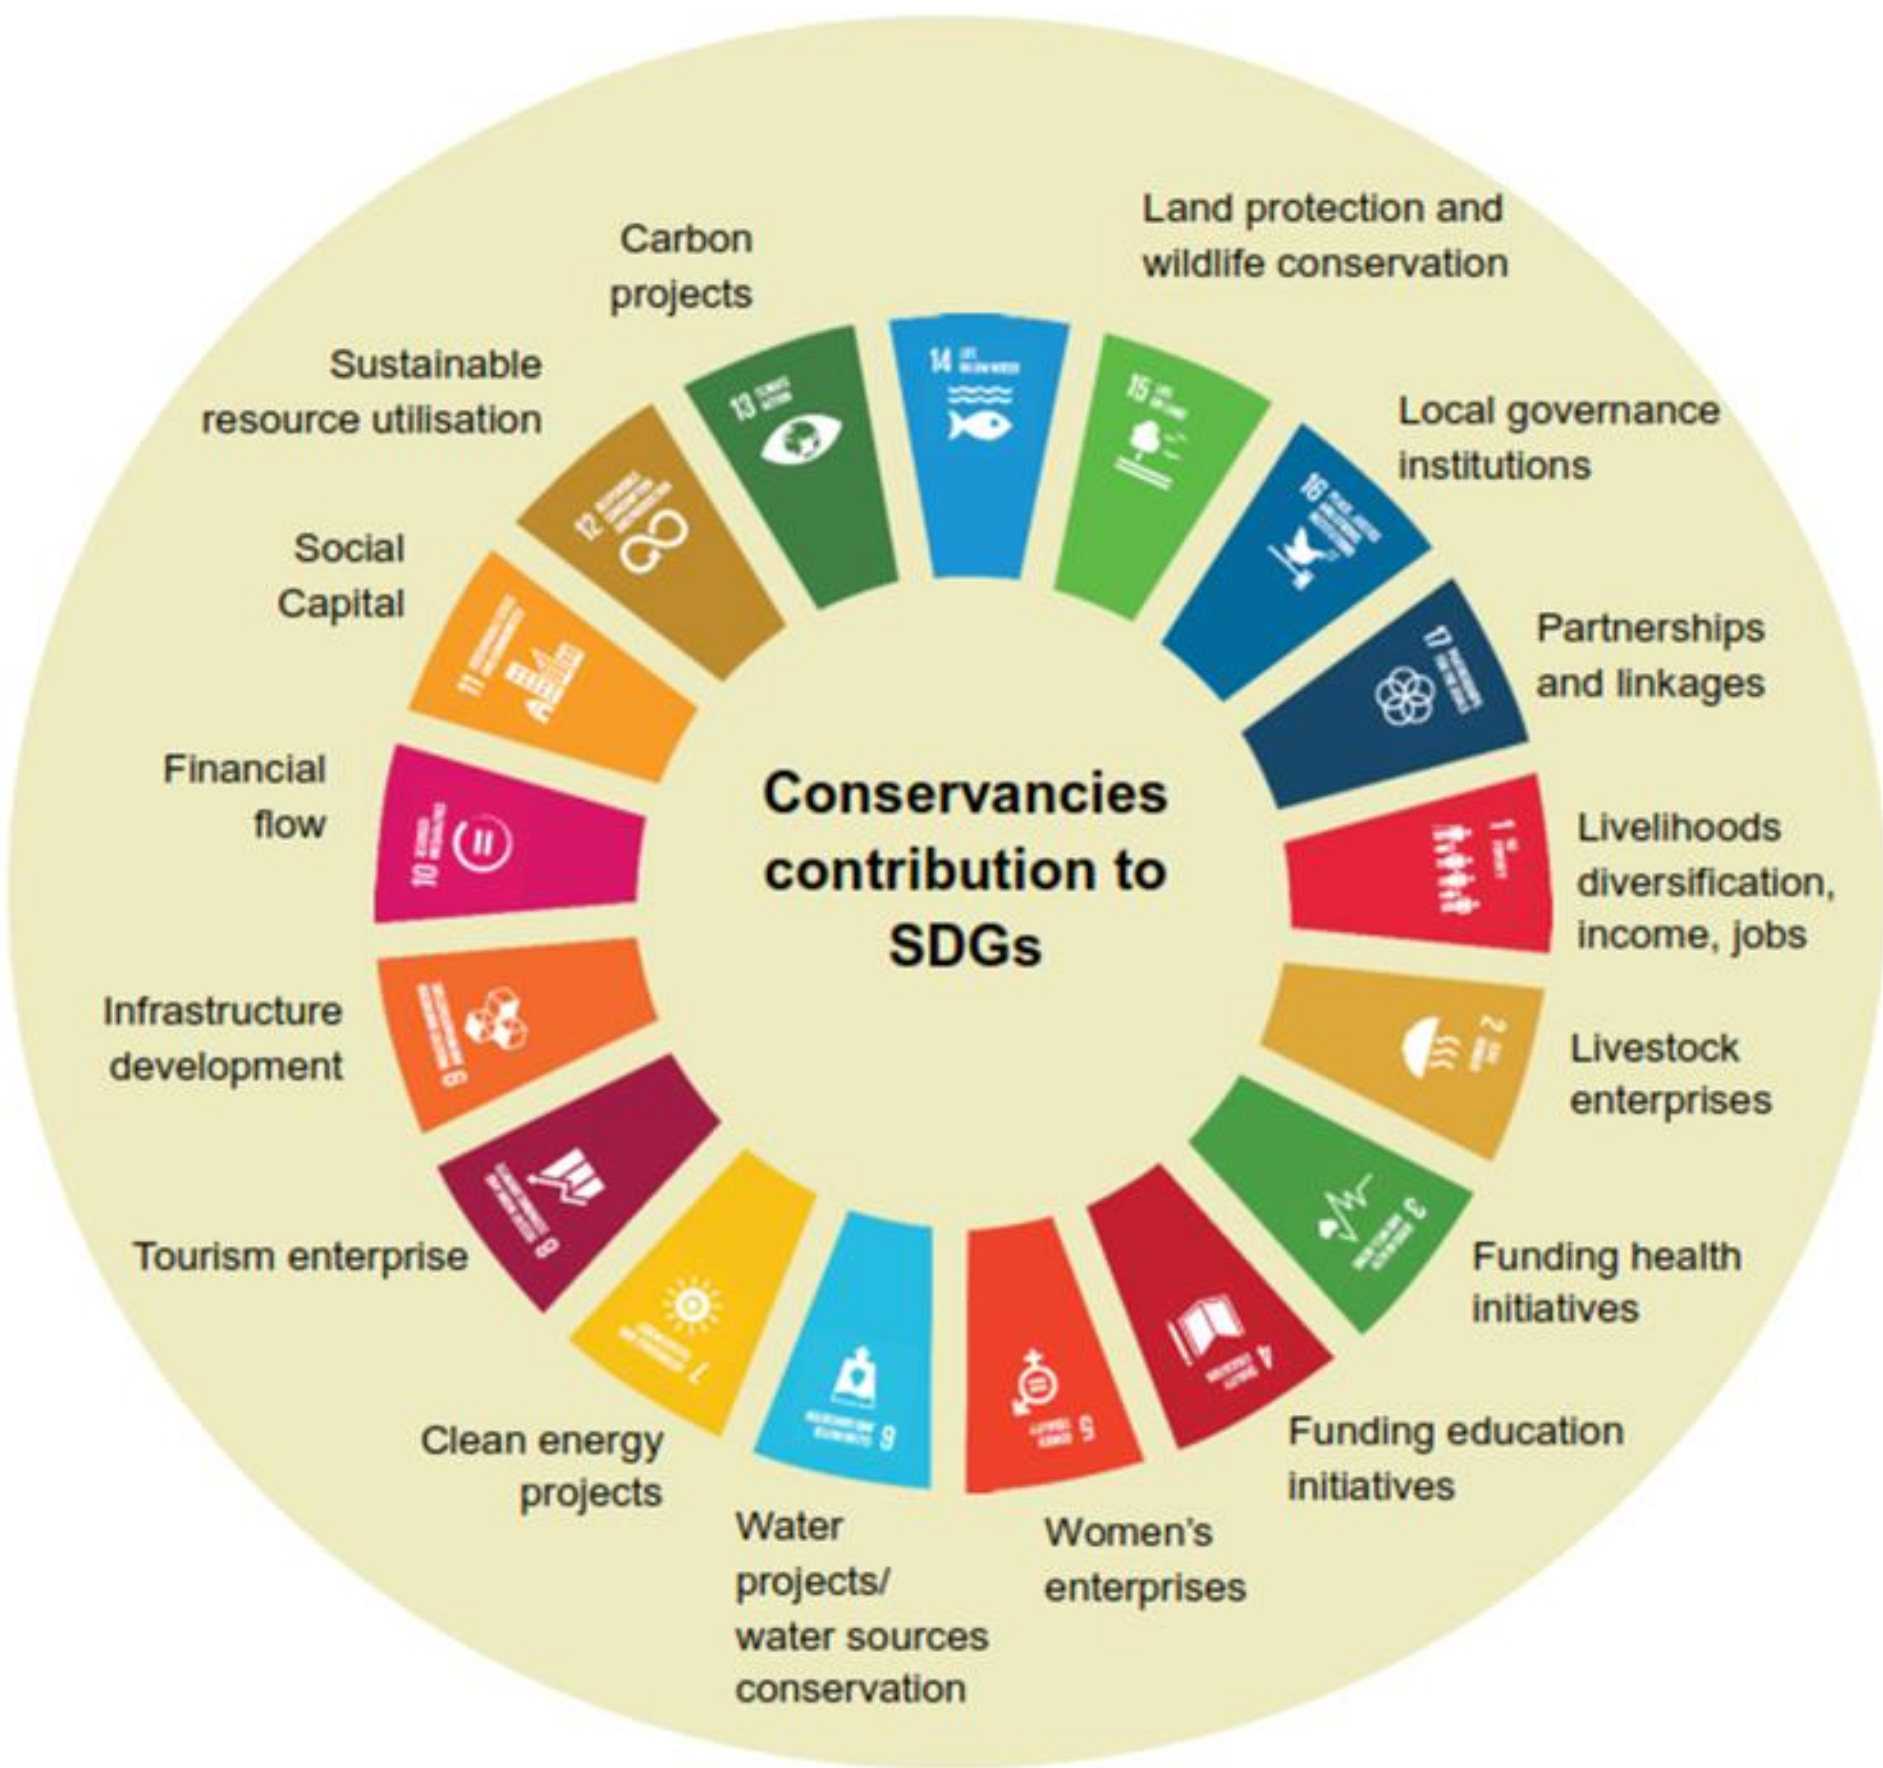 Land protection and
wildlife conservation
Carbon
projects
Sustainable
resource utilisation
Local governance
institutions
Social
Capital
Partnerships
and linkages
Financial
flow
Livelihoods
diversification,
income, jobs
Infrastructure
development
Livestock
enterprises
Tourism enterprise
Funding health
initiatives
Clean energy
projects
Funding education
initiatives
Water
projects/
water sources
conservation
Women's
enterprises
Conservancies
contribution to
SDGs
14
15
16
17
1
2
3
4
5
6
7
8
9
10
11
12
13